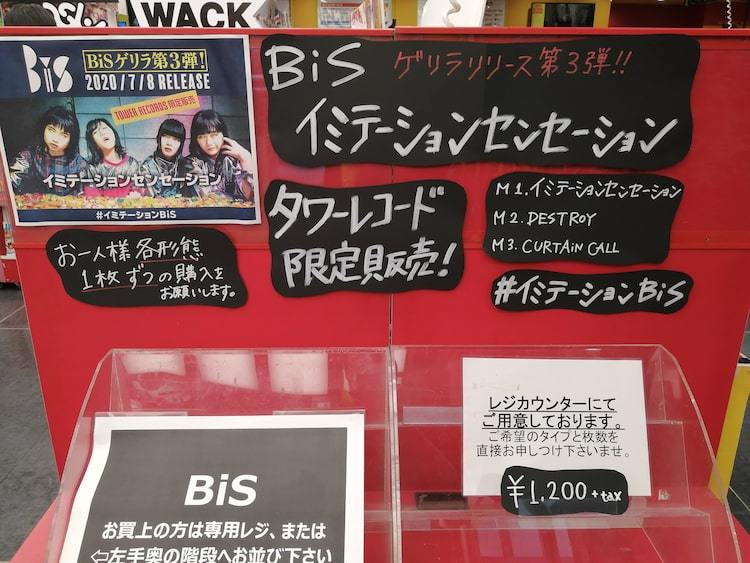 WACK
BiS
BiSゲリラ第3弾!
2020/7/8 RELEASE
TOWER RECORDS 限定販売
イミテーションセンセーション
#イミテーションBiS
BiS ゲリラリリース第3弾!!
イミテーションセンセーション
お一人様各形態
1枚ずつの購入を
お願いします。
タワーレコード
限定販売!
M1.イミテーションセンセーション
M2.DESTROY
M3.CURTAiN CALL
#イミテーションBiS
BiS
お買上の方は専用レジ、または
⇦左手奥の階段へお並び下さい
レジカウンターにて
ご用意しております。
ご希望のタイプと枚数を
直接お申しつけ下さいませ。
¥1,200+tax